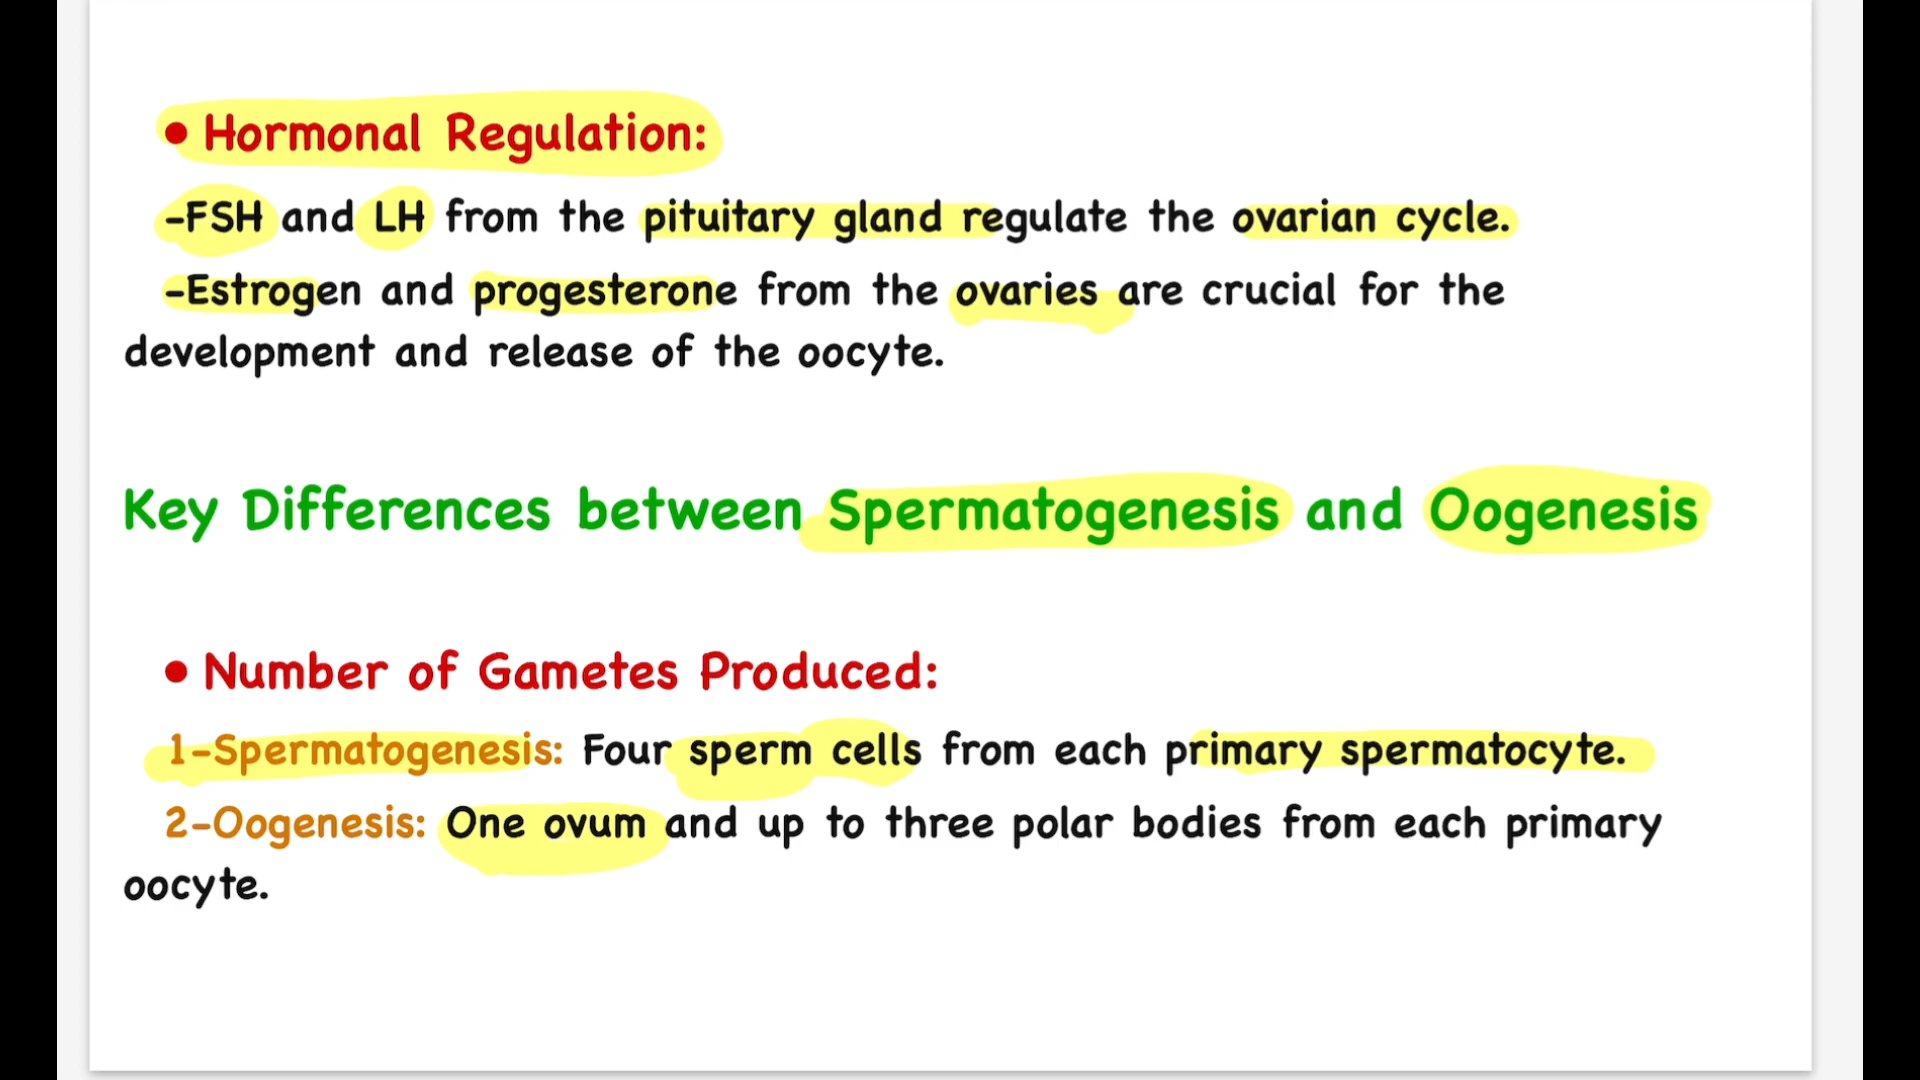 • Hormonal Regulation:
-FSH and LH from the pituitary gland regulate the ovarian cycle.
-Estrogen and progesterone from the ovaries are crucial for the
development and release of the oocyte.
Key Differences between Spermatogenesis and Oogenesis
• Number of Gametes Produced:
1-Spermatogenesis: Four sperm cells from each primary spermatocyte.
2-Oogenesis: One ovum and up to three polar bodies from each primary
oocyte.